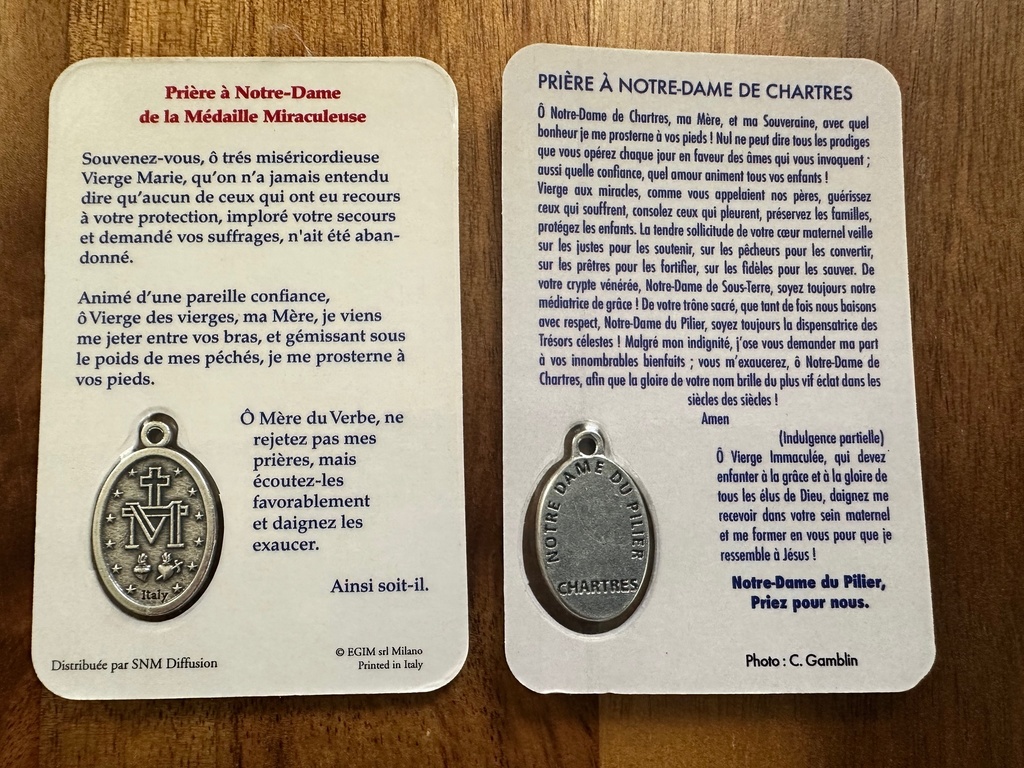 Prière à Notre-Dame
de la Médaille Miraculeuse
Souvenez-vous, ô trés miséricordieuse
Vierge Marie, qu'on n'a jamais entendu
dire qu'aucun de ceux qui ont eu recours
à votre protection, imploré votre secours
et demandé vos suffrages, n'ait été aban-
donné.
Animé d'une pareille confiance,
ô Vierge des vierges, ma Mère, je viens
me jeter entre vos bras, et gémissant sous
le poids de mes péchés, je me prosterne à
vos pieds.
Ô Mère du Verbe, ne
rejetez pas mes
prières, mais
écoutez-les
favorablement
et daignez les
exaucer.
Ainsi soit-il.
M
Italy
Distribuée par SNM Diffusion
© EGIM srl Milano
Printed in Italy
PRIÈRE À NOTRE-DAME DE CHARTRES
Ô Notre-Dame de Chartres, ma Mère, et ma Souveraine, avec quel
bonheur je me prosterne à vos pieds ! Nul ne peut dire tous les prodiges
que vous opérez chaque jour en faveur des âmes qui vous invoquent ;
aussi quelle confiance, quel amour animent tous vos enfants !
Vierge aux miracles, comme vous appelaient nos pères, guérissez
ceux qui souffrent, consolez ceux qui pleurent, préservez les familles,
protégez les enfants. La tendre sollicitude de votre cœur maternel veille
sur les justes pour les soutenir, sur les pêcheurs pour les convertir,
sur les prêtres pour les fortifier, sur les fidèles pour les sauver. De
votre crypte vénérée, Notre-Dame de Sous-Terre, soyez toujours notre
médiatrice de grâce ! De votre trône sacré, que tant de fois nous baisons
avec respect, Notre-Dame du Pilier, soyez toujours la dispensatrice des
Trésors célestes ! Malgré mon indignité, j'ose vous demander ma part
à vos innombrables bienfaits ; vous m'exaucerez, ô Notre-Dame de
Chartres, afin que la gloire de votre nom brille du plus vif éclat dans les
siècles des siècles !
Amen
(Indulgence partielle)
Ô Vierge Immaculée, qui devez
enfanter à la grâce et à la gloire de
tous les élus de Dieu, daignez me
recevoir dans votre sein maternel
et me former en vous pour que je
ressemble à Jésus !
Notre-Dame du Pilier,
Priez pour nous.
NOTRE DAME DU PILIER
CHARTRES
Photo : C. Gamblin